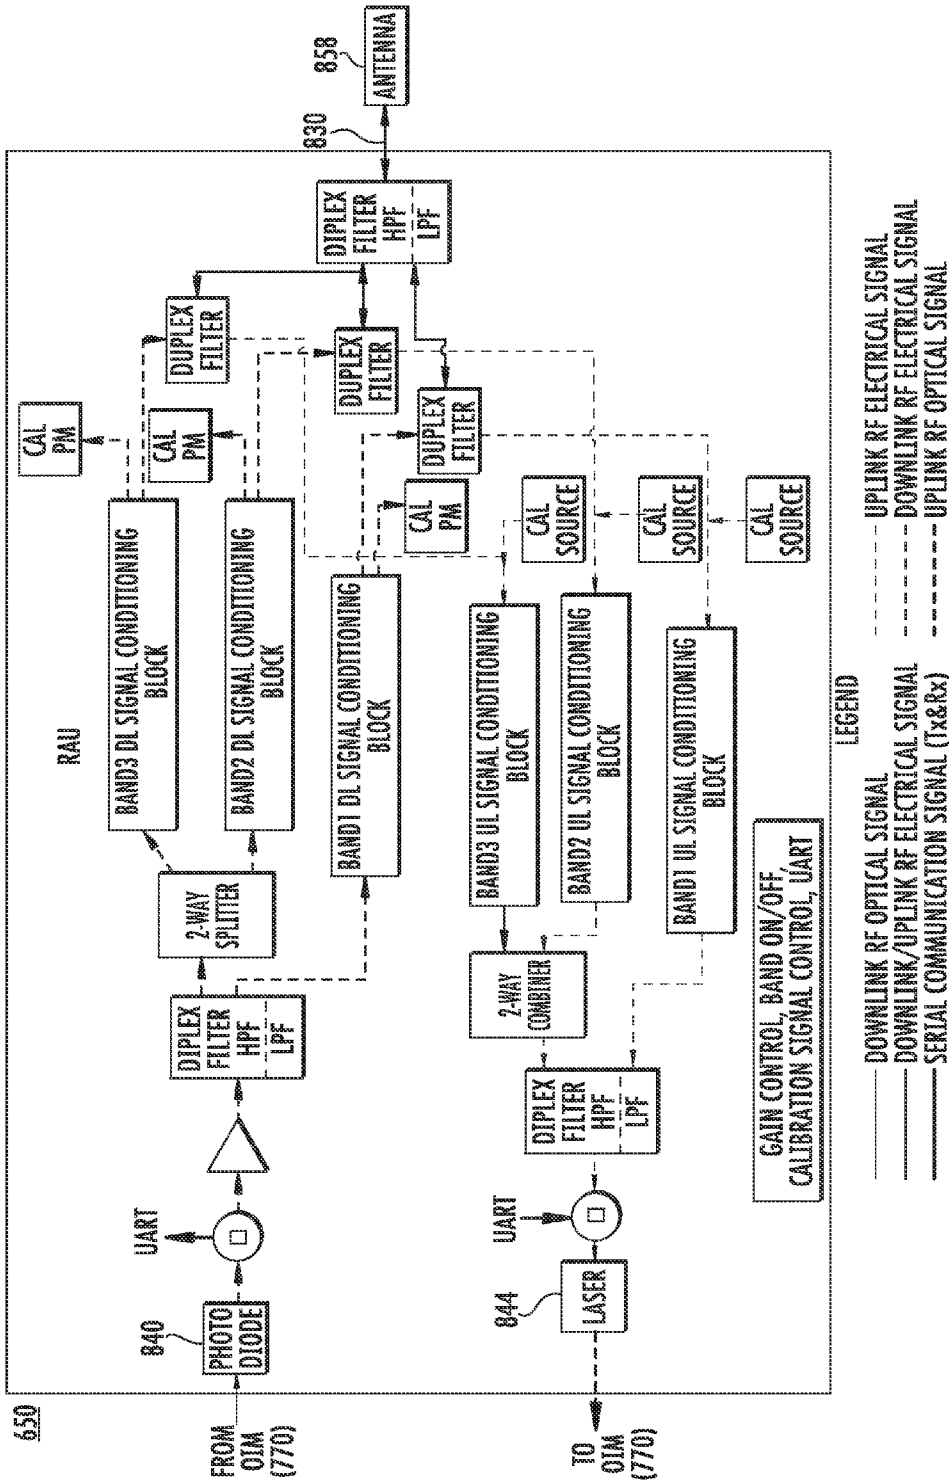 650
RAU
FROM
OIM
(770)
840
PHOTO
DIODE
UART
DIPLEX
FILTER
HPF
LPF
2-WAY
SPLITTER
BAND3 DL SIGNAL CONDITIONING
BLOCK
BAND2 DL SIGNAL CONDITIONING
BLOCK
BAND1 DL SIGNAL CONDITIONING
BLOCK
CAL
PM
CAL
PM
CAL
PM
DUPLEX
FILTER
DUPLEX
FILTER
DUPLEX
FILTER
DIPLEX
FILTER
HPF
LPF
830
858
ANTENNA
TO
OIM
(770)
844
LASER
UART
DIPLEX
FILTER
HPF
LPF
2-WAY
COMBINER
BAND3 UL SIGNAL CONDITIONING
BLOCK
BAND2 UL SIGNAL CONDITIONING
BLOCK
BAND1 UL SIGNAL CONDITIONING
BLOCK
CAL
SOURCE
CAL
SOURCE
CAL
SOURCE
GAIN CONTROL, BAND ON/OFF,
CALIBRATION SIGNAL CONTROL, UART
LEGEND
DOWNLINK RF OPTICAL SIGNAL
DOWNLINK/UPLINK RF ELECTRICAL SIGNAL
SERIAL COMMUNICATION SIGNAL (Tx&Rx)
UPLINK RF ELECTRICAL SIGNAL
DOWNLINK RF ELECTRICAL SIGNAL
UPLINK RF OPTICAL SIGNAL